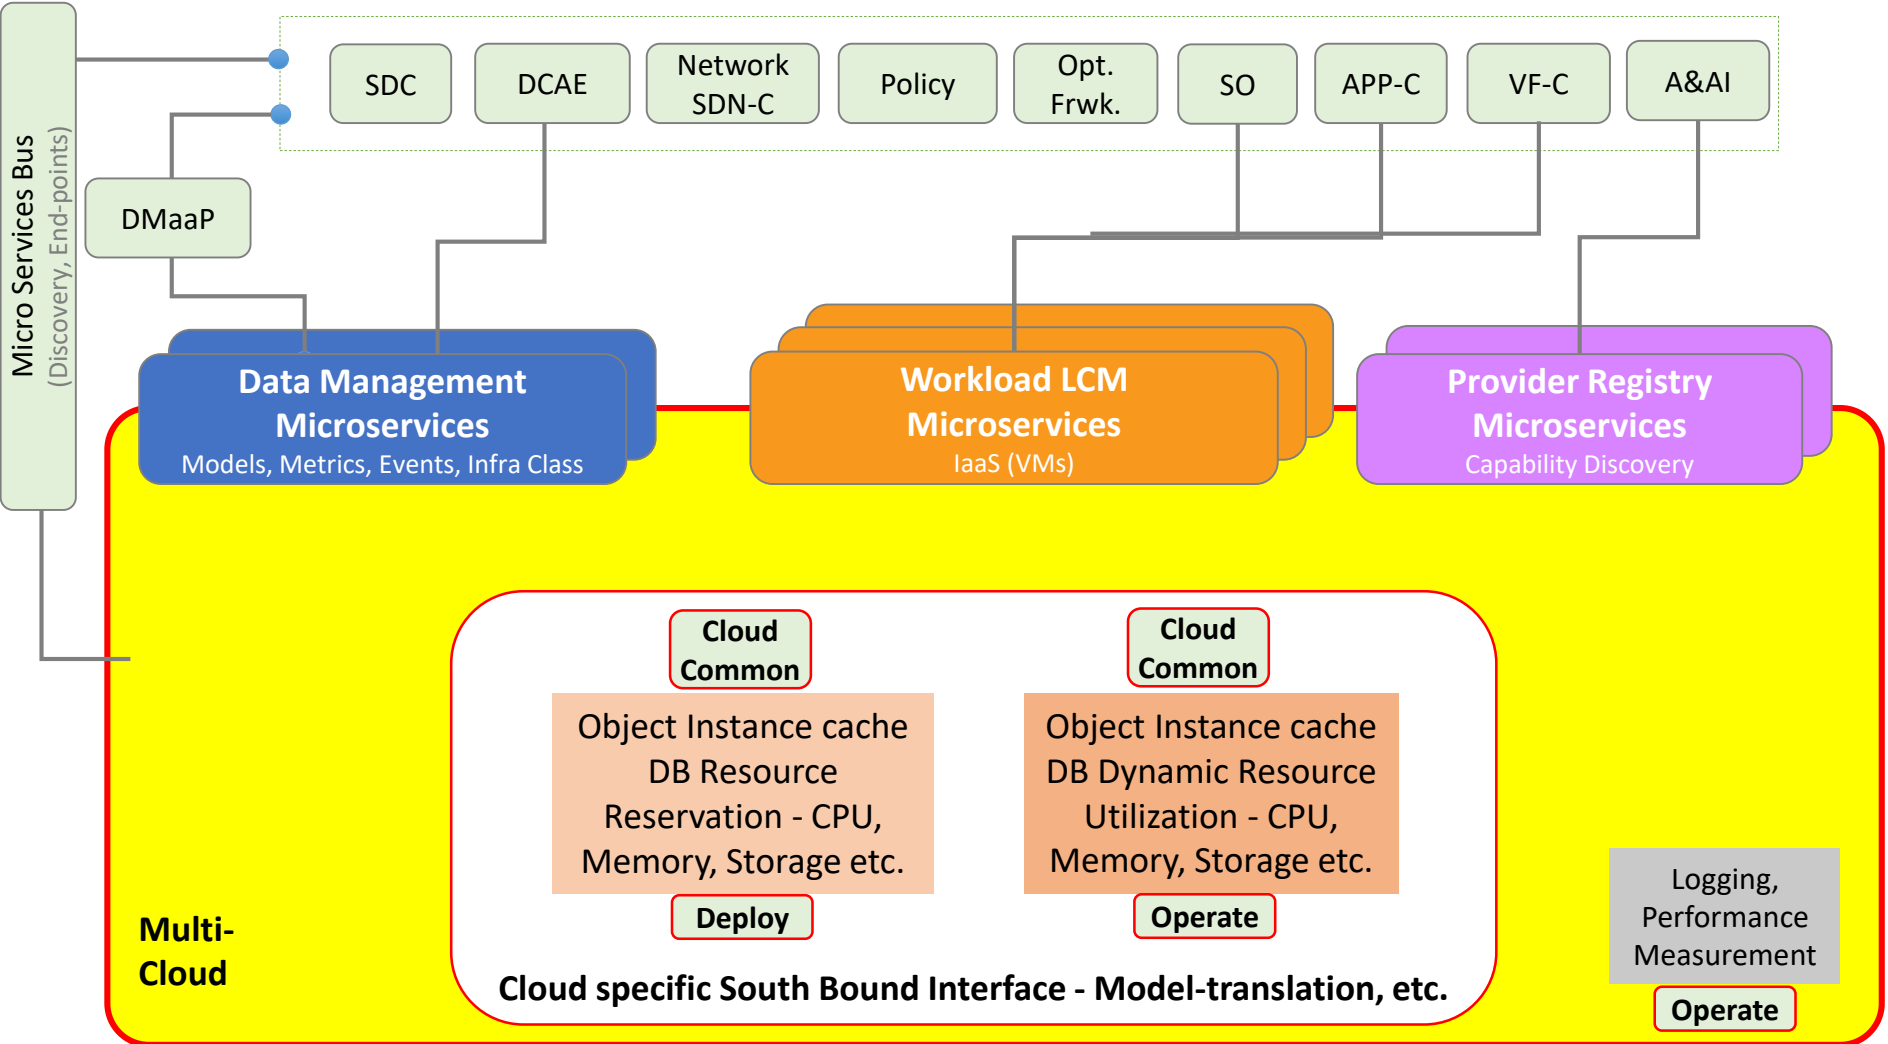 Micro Services Bus
(Discovery, End-points)
SDC
DCAE
Network
SDN-C
Policy
Opt.
Frwk.
SO
APP-C
VF-C
A&AI
DMaaP
Data Management
Microservices
Models, Metrics, Events, Infra Class
Workload LCM
Microservices
IaaS (VMs)
Provider Registry
Microservices
Capability Discovery
Cloud
Common
Object Instance cache
DB Resource
Reservation - CPU,
Memory, Storage etc.
Deploy
Cloud
Common
Object Instance cache
DB Dynamic Resource
Utilization - CPU,
Memory, Storage etc.
Operate
Cloud specific South Bound Interface - Model-translation, etc.
Multi-
Cloud
Logging,
Performance
Measurement
Operate